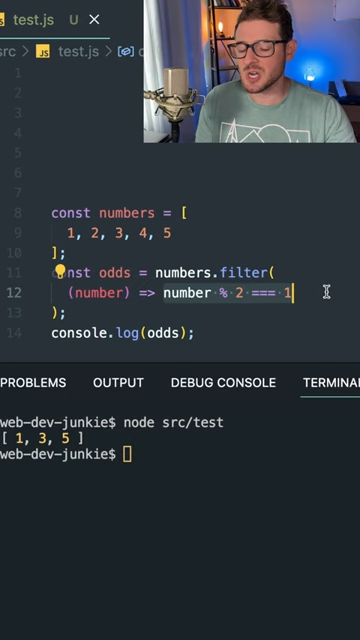 test.js U ×
src JS test.js
1
2
3
4
5
6
7
8 const numbers = [
9 1, 2, 3, 4, 5
10 ];
11 const odds = numbers.filter(
12 (number) => number % 2 === 1
13 );
14 console.log(odds);
PROBLEMS OUTPUT DEBUG CONSOLE TERMINA
web-dev-junkie$ node src/test
[ 1, 3, 5 ]
web-dev-junkie$